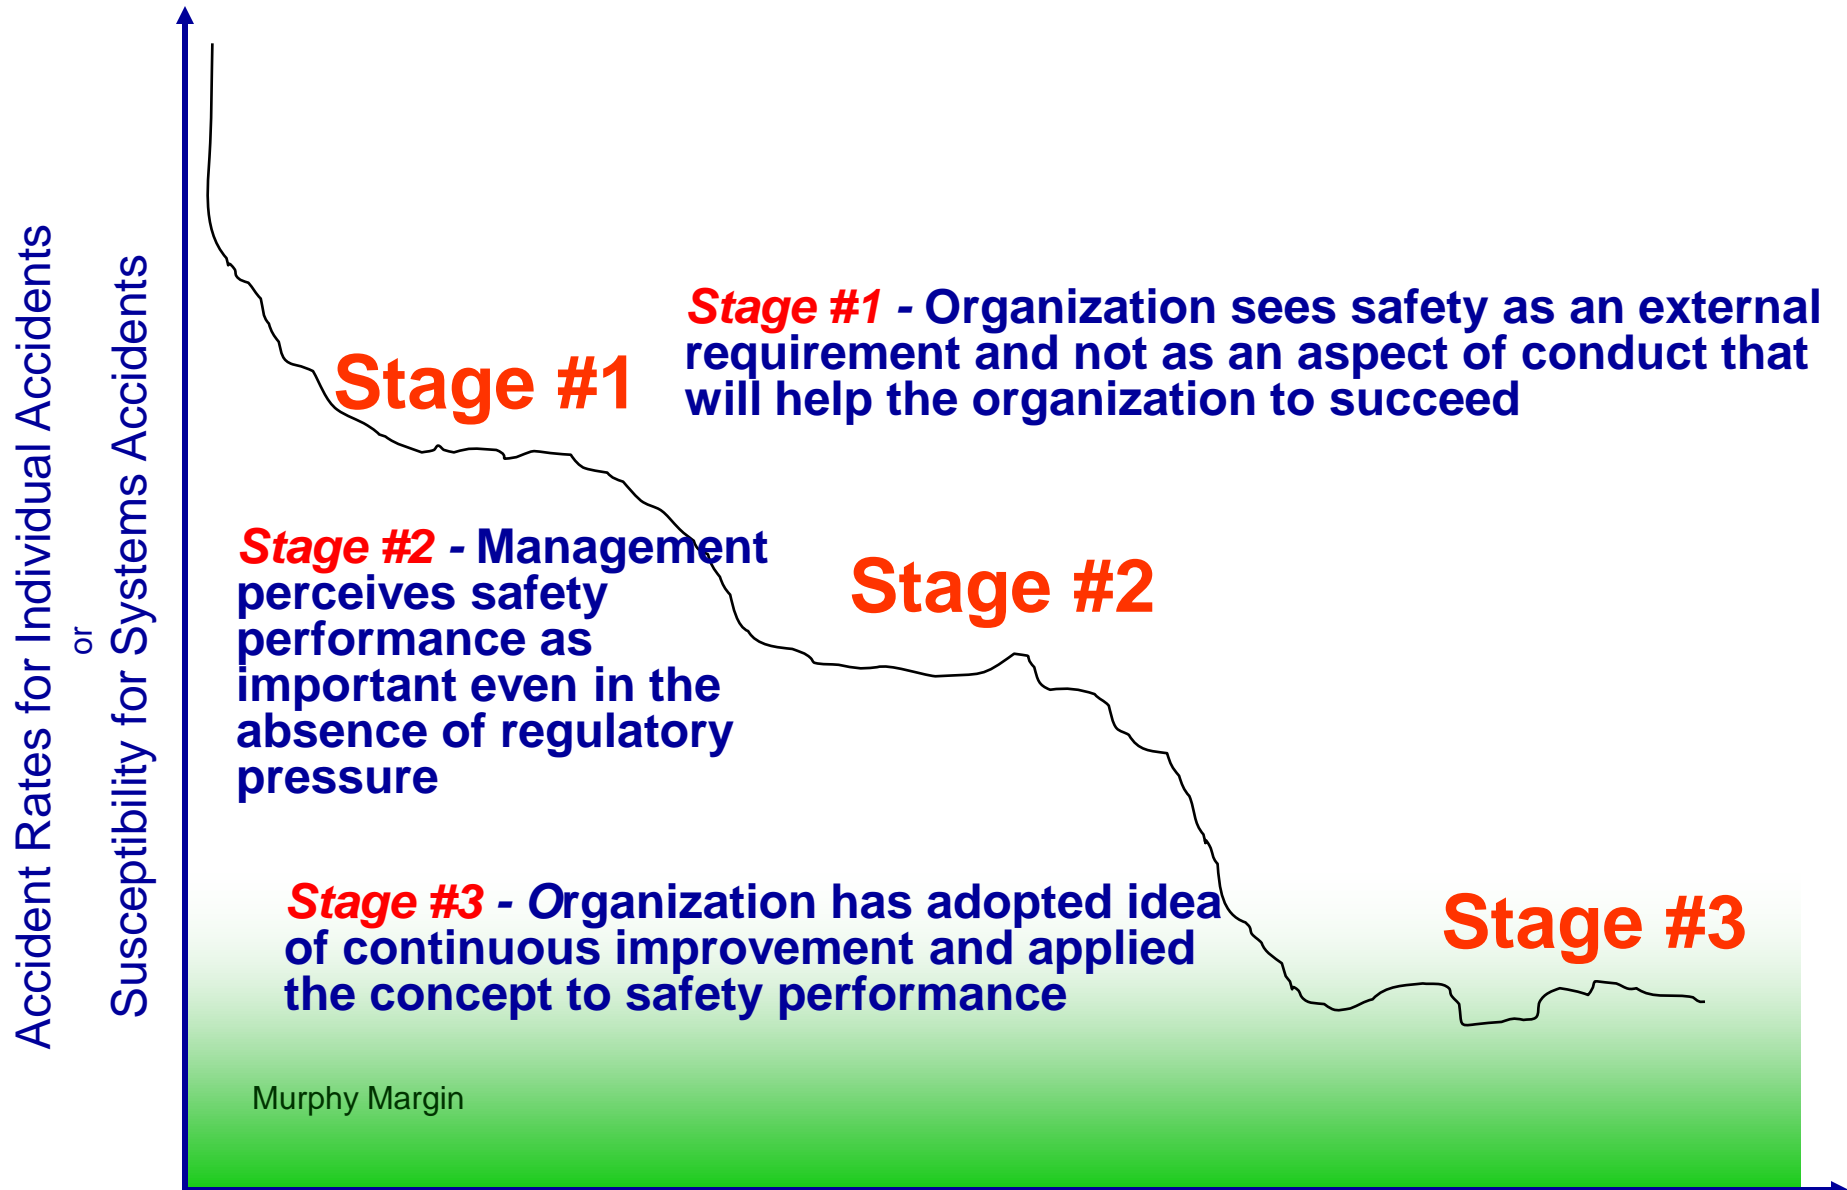 Accident Rates for Individual Accidents
or
Susceptibility for Systems Accidents
Stage #1 - Organization sees safety as an external
requirement and not as an aspect of conduct that
will help the organization to succeed
Stage #1
Stage #2 - Management
perceives safety
performance as
important even in the
absence of regulatory
pressure
Stage #2
Stage #3 - Organization has adopted idea
of continuous improvement and applied
the concept to safety performance
Stage #3
Murphy Margin